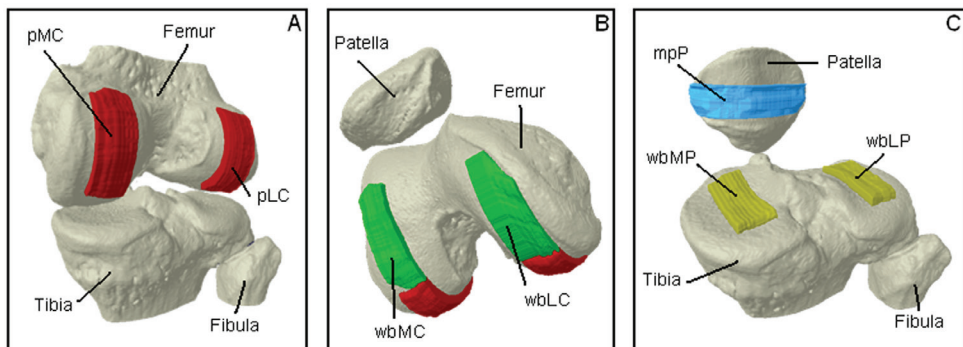 A
pMC
Femur
pLC
Tibia
Fibula
B
Patella
Femur
wbLC
wbMC
C
mpP
Patella
wbMP
wbLP
Tibia
Fibula